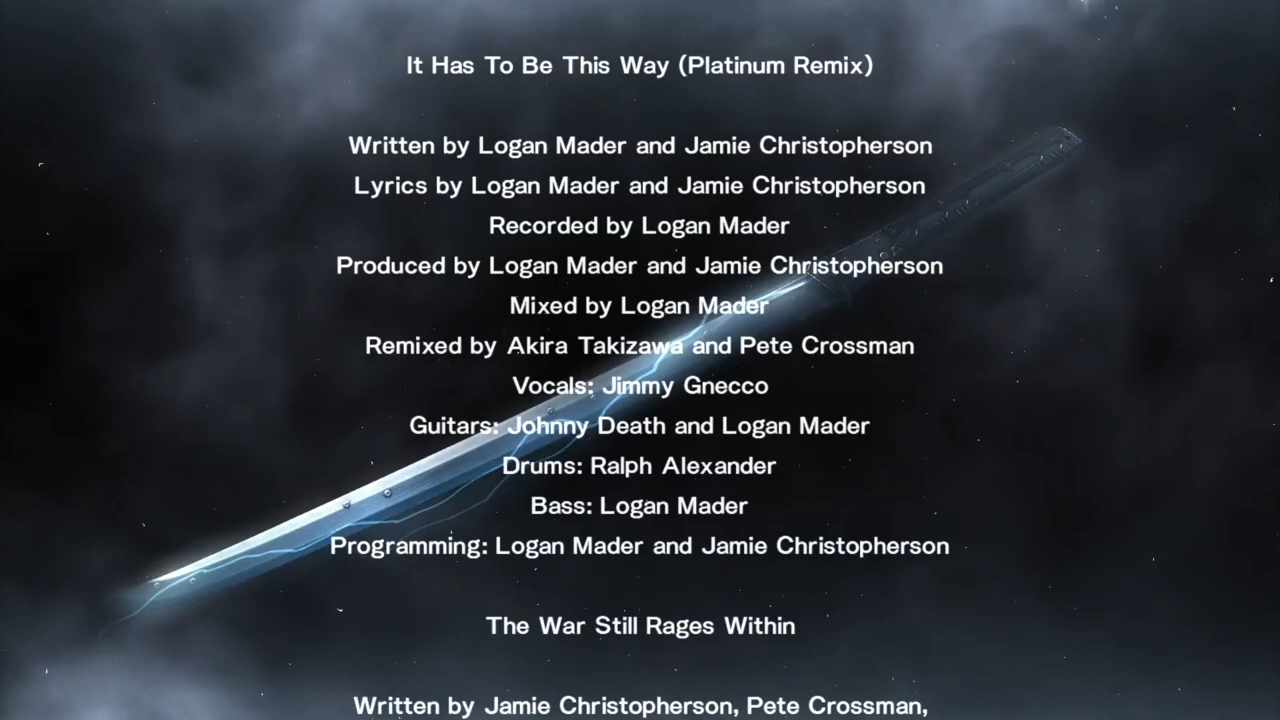 It Has To Be This Way (Platinum Remix)
Written by Logan Mader and Jamie Christopherson
Lyrics by Logan Mader and Jamie Christopherson
Recorded by Logan Mader
Produced by Logan Mader and Jamie Christopherson
Mixed by Logan Mader
Remixed by Akira Takizawa and Pete Crossman
Vocals: Jimmy Gnecco
Guitars: Johnny Death and Logan Mader
Drums: Ralph Alexander
Bass: Logan Mader
Programming: Logan Mader and Jamie Christopherson
The War Still Rages Within
Written by Jamie Christopherson, Pete Crossman,